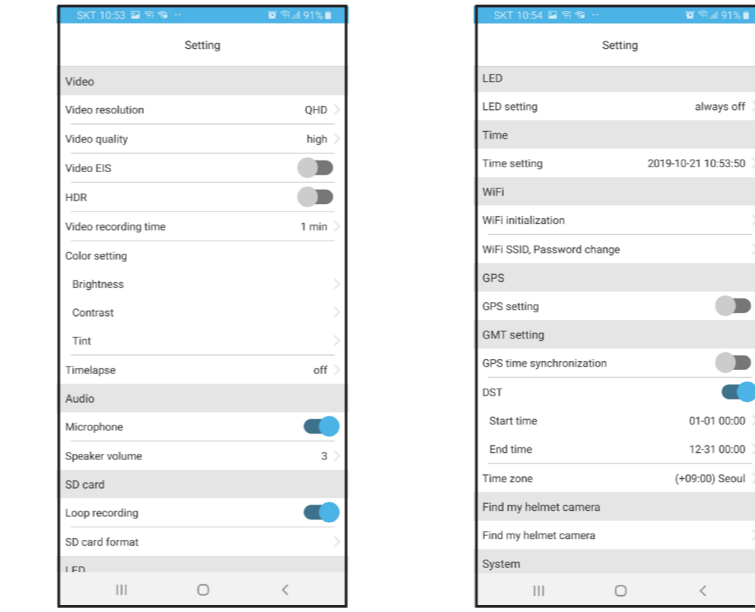 SKT 10:53
91%
Setting
Video
Video resolution QHD
Video quality high
Video EIS
HDR
Video recording time 1 min
Color setting
Brightness
Contrast
Tint
Timelapse off
Audio
Microphone
Speaker volume 3
SD card
Loop recording
SD card format
LED
SKT 10:54
91%
Setting
LED
LED setting always off
Time
Time setting 2019-10-21 10:53:50
WiFi
WiFi initialization
WiFi SSID, Password change
GPS
GPS setting
GMT setting
GPS time synchronization
DST
Start time 01-01 00:00
End time 12-31 00:00
Time zone (+09:00) Seoul
Find my helmet camera
Find my helmet camera
System